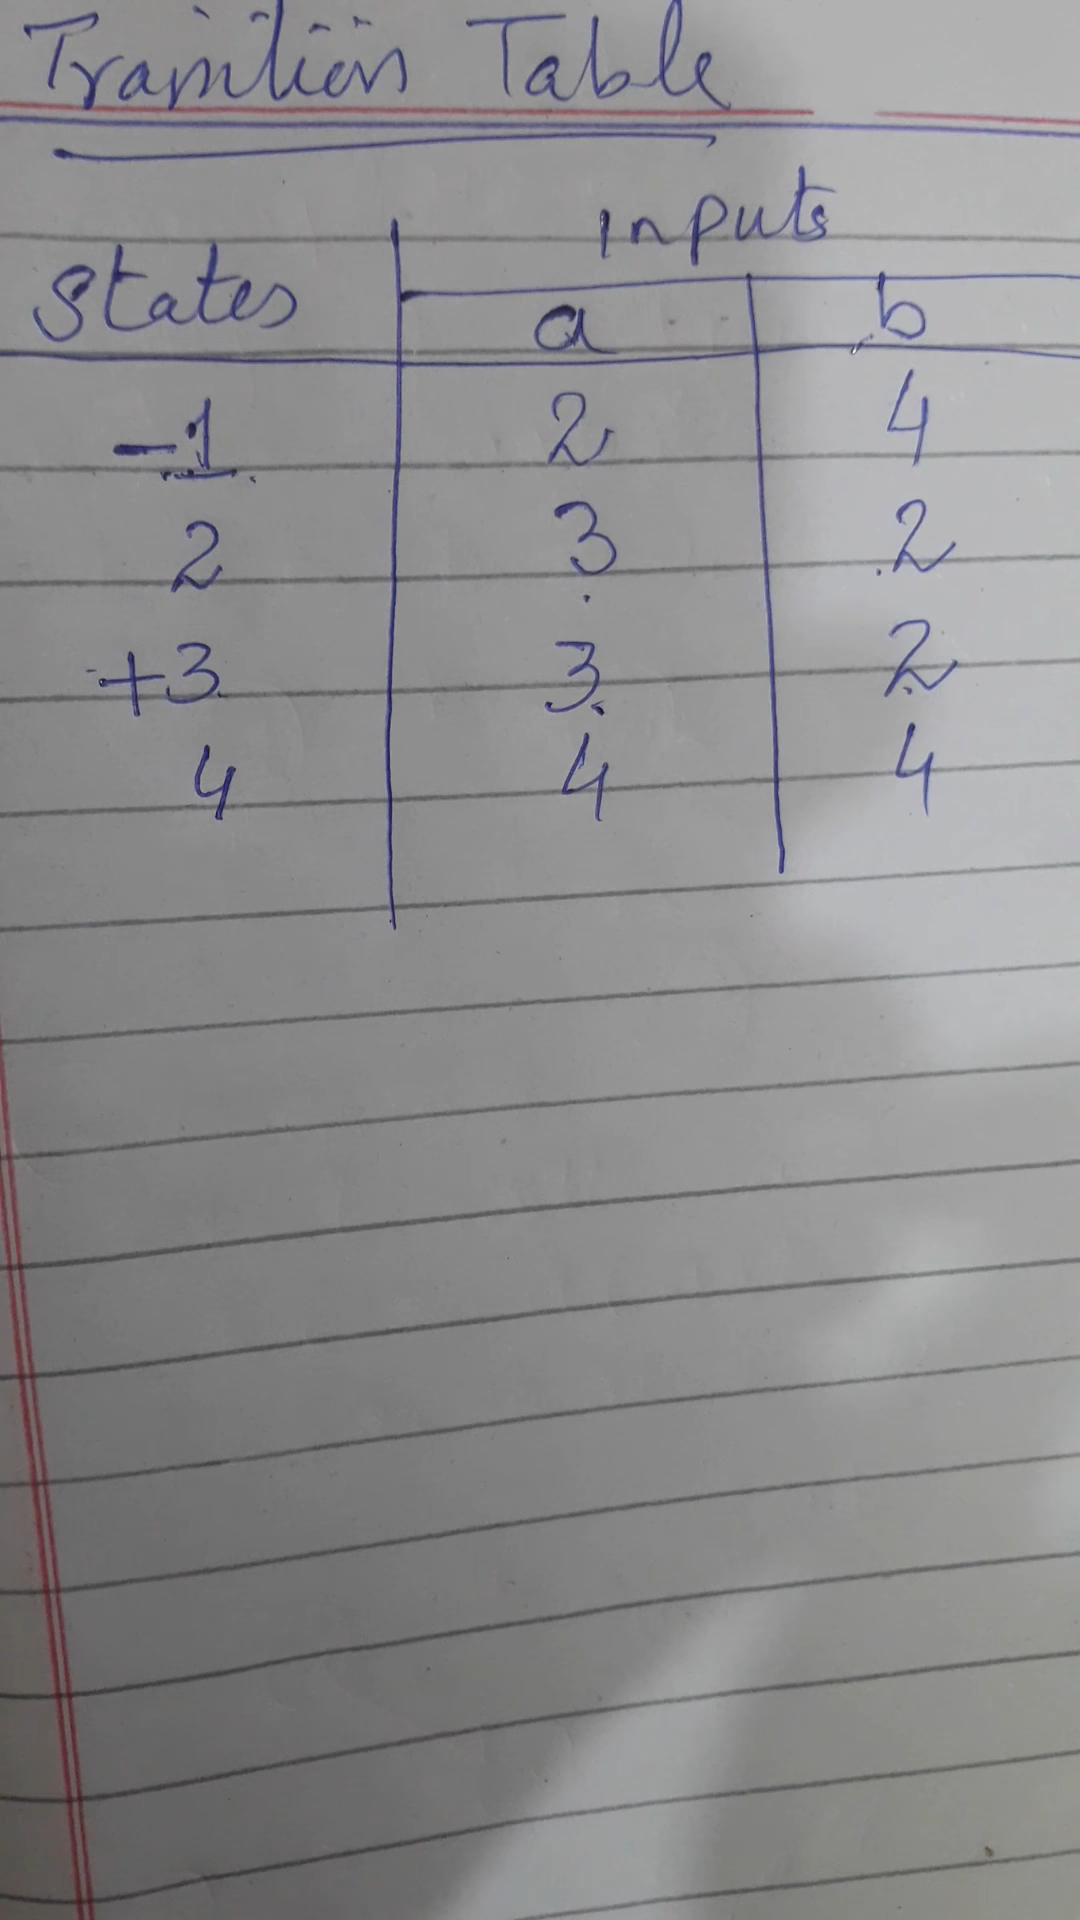 Transition Table
States inputs
a b
-1 2 4
2 3 2
+3 3 2
4 4 4